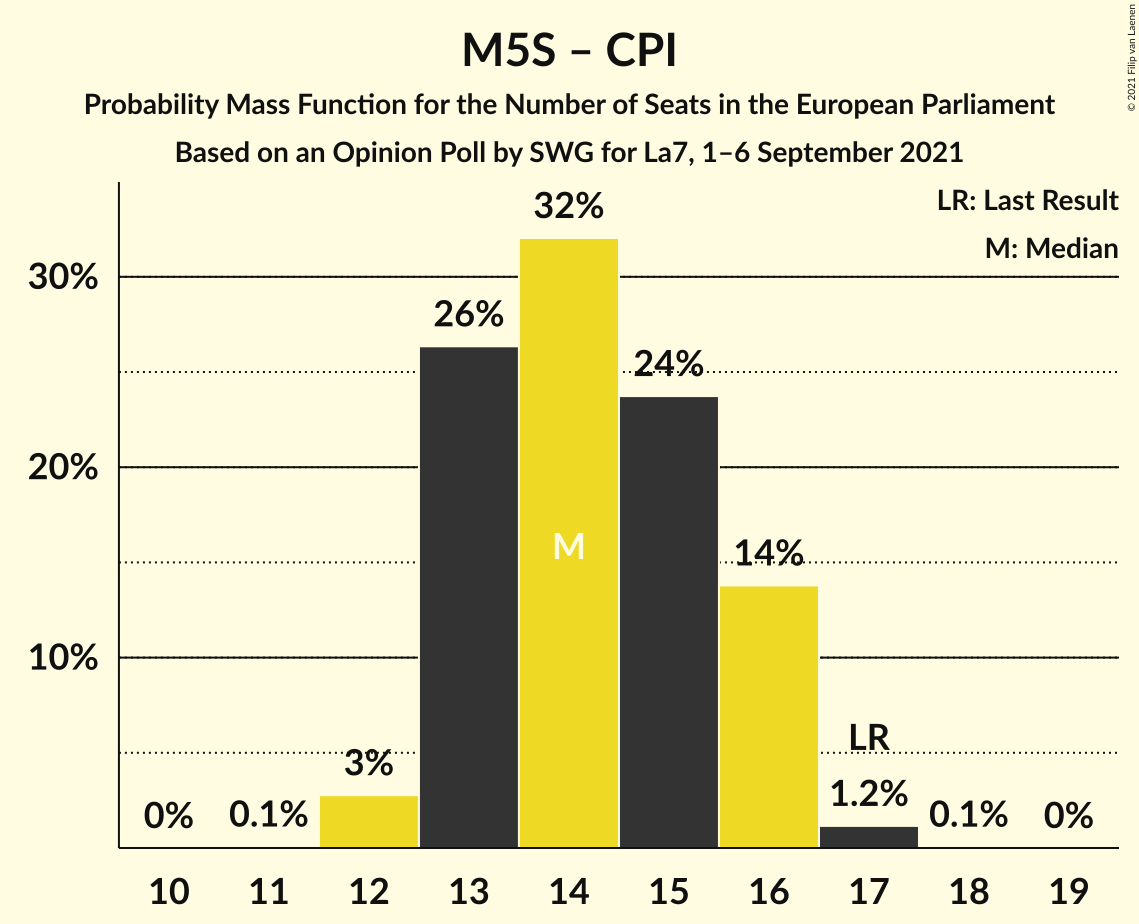 M5S – CPI
Probability Mass Function for the Number of Seats in the European Parliament
Based on an Opinion Poll by SWG for La7, 1–6 September 2021
© 2021 Filip van Laenen
LR: Last Result
M: Median
30%
20%
10%
0%
0.1%
3%
26%
32%
M
24%
14%
LR
1.2%
0.1%
0%
10 11 12 13 14 15 16 17 18 19